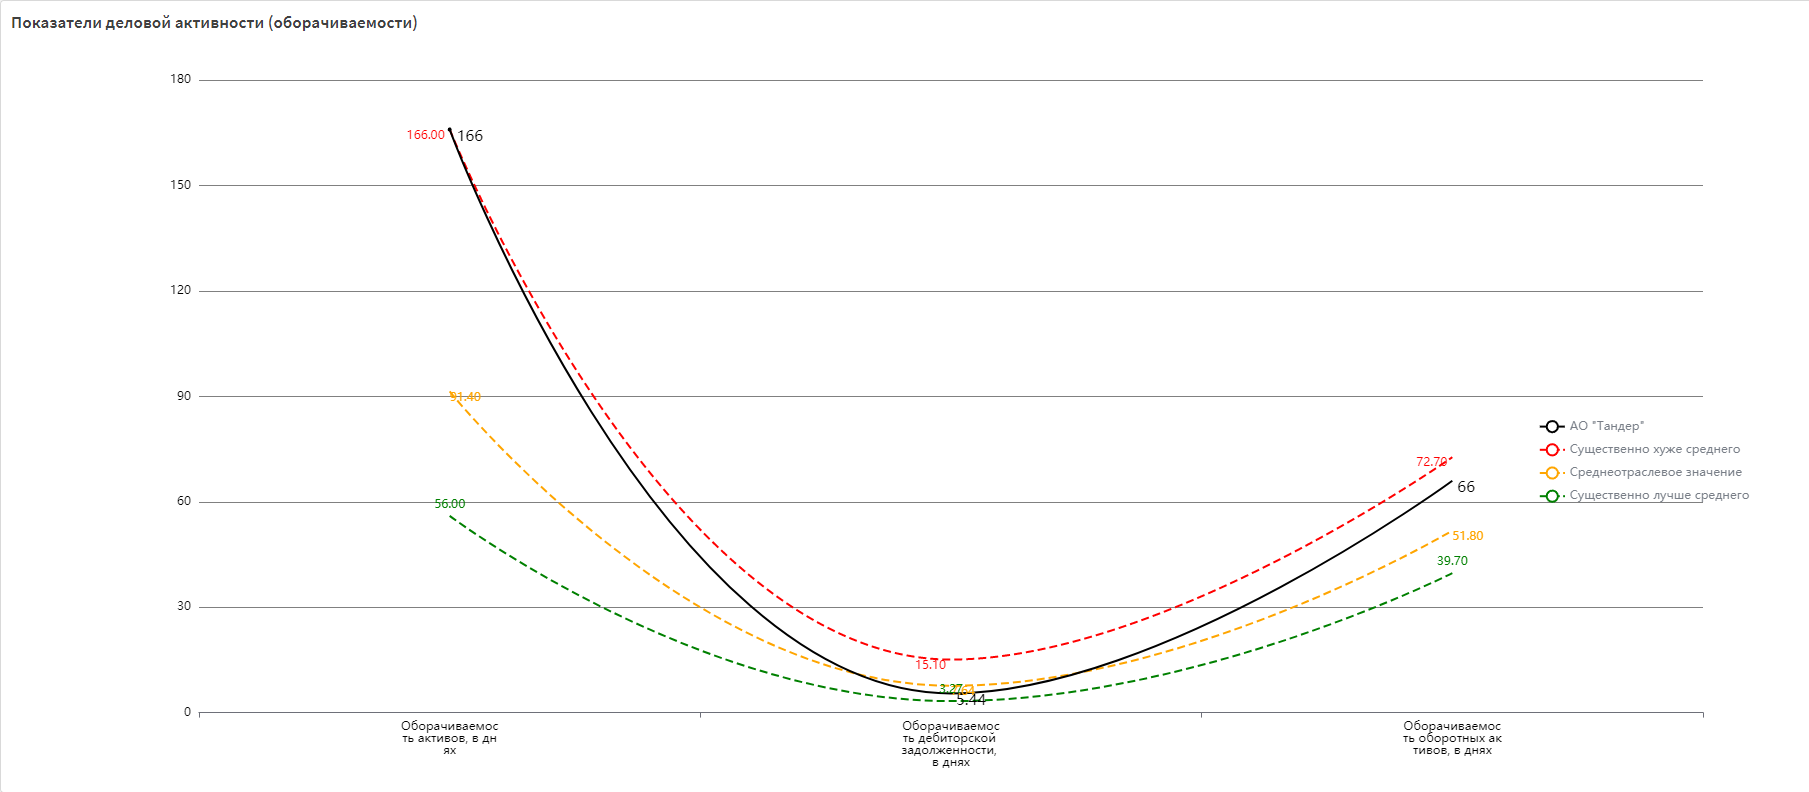 Показатели деловой активности (оборачиваемости)
180
150
120
90
60
30
0
166.00
166
91.40
56.00
15.10
3.27
5.44
72.70
66
51.80
39.70
АО "Тандер"
Существенно хуже среднего
Среднеотраслевое значение
Существенно лучше среднего
Оборачиваемос
ть активов, в дн
ях
Оборачиваемос
ть дебиторской
задолженности,
в днях
Оборачиваемос
ть оборотных ак
тивов, в днях